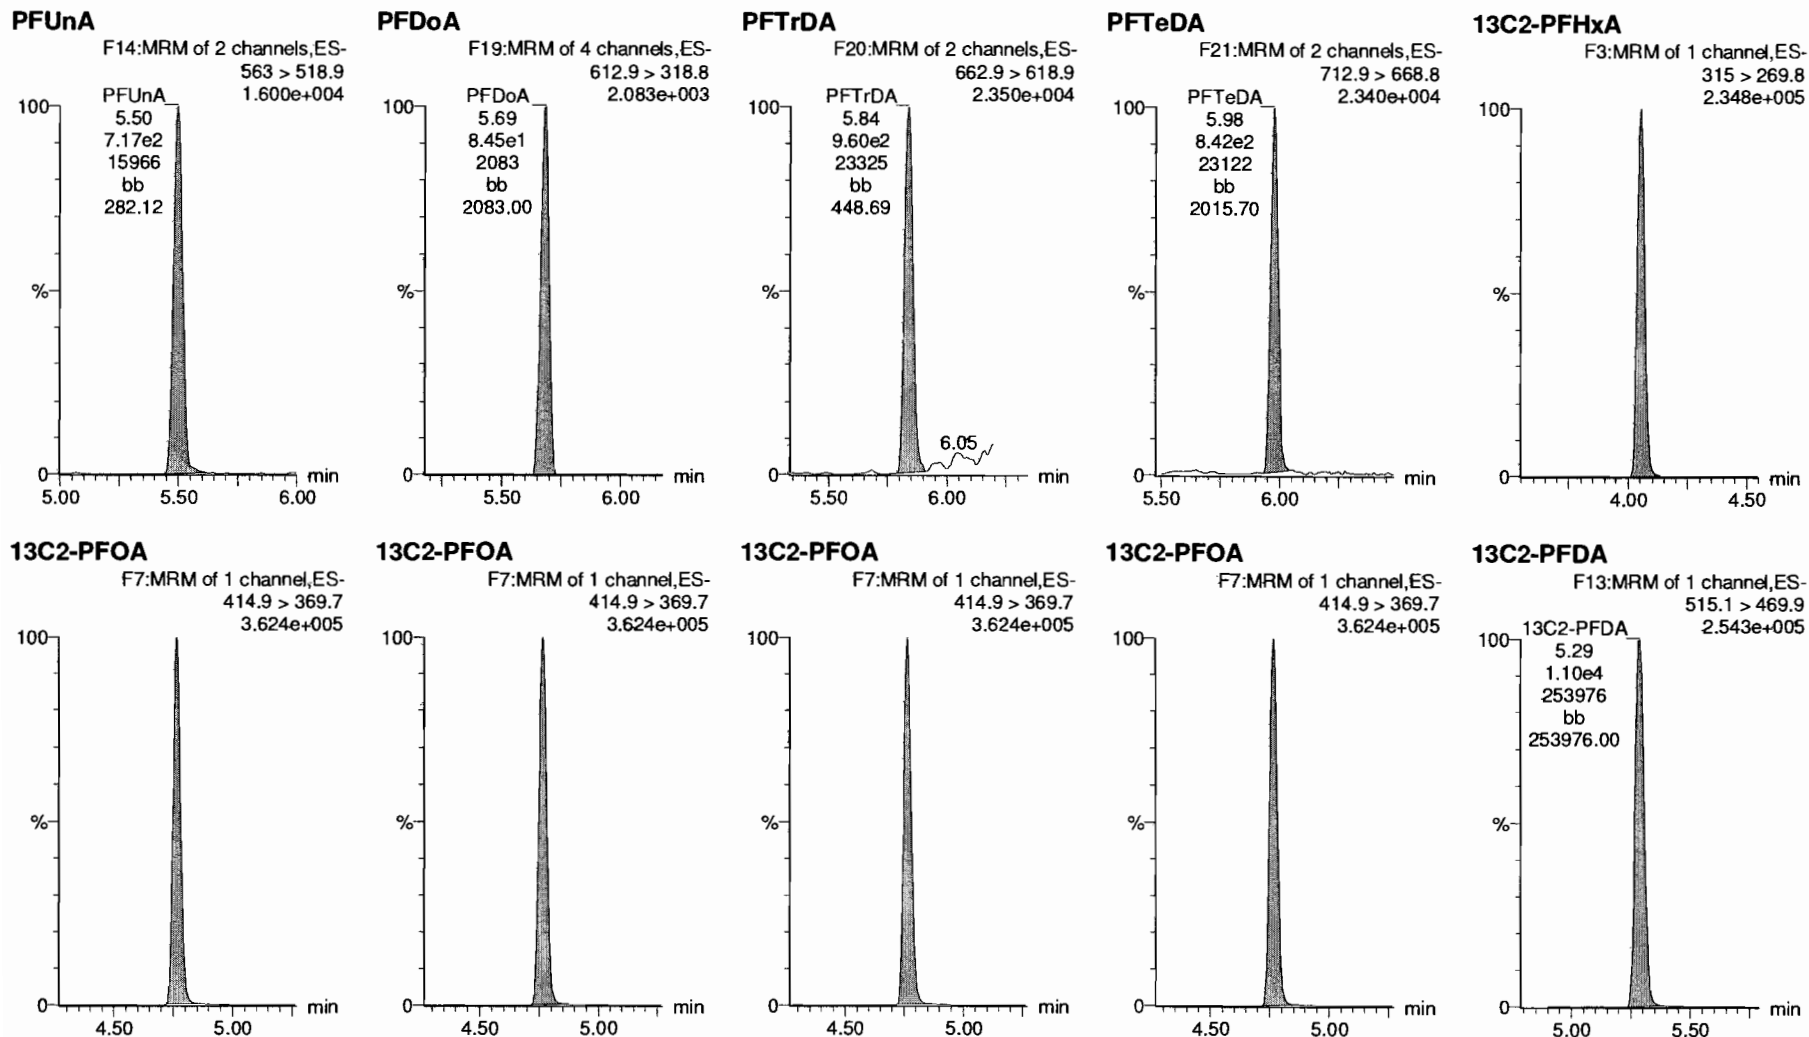 PFUnA
F14:MRM of 2 channels,ES-
563 > 518.9
1.600e+004
PFUnA
5.50
7.17e2
15966
bb
282.12
100
%
0
min
5.00 5.50 6.00
PFDoA
F19:MRM of 4 channels,ES-
612.9 > 318.8
2.083e+003
PFDoA
5.69
8.45e1
2083
bb
2083.00
100
%
0
min
5.50 6.00
PFTrDA
F20:MRM of 2 channels,ES-
662.9 > 618.9
2.350e+004
PFTrDA
5.84
9.60e2
23325
bb
448.69
100
%
6.05
0
min
5.50 6.00
PFTeDA
F21:MRM of 2 channels,ES-
712.9 > 668.8
2.340e+004
PFTeDA
5.98
8.42e2
23122
bb
2015.70
100
%
0
min
5.50 6.00
13C2-PFHxA
F3:MRM of 1 channel,ES-
315 > 269.8
2.348e+005
100
%
0
min
4.00 4.50
13C2-PFOA
F7:MRM of 1 channel,ES-
414.9 > 369.7
3.624e+005
100
%
0
min
4.50 5.00
13C2-PFOA
F7:MRM of 1 channel,ES-
414.9 > 369.7
3.624e+005
100
%
0
min
4.50 5.00
13C2-PFOA
F7:MRM of 1 channel,ES-
414.9 > 369.7
3.624e+005
100
%
0
min
4.50 5.00
13C2-PFOA
F7:MRM of 1 channel,ES-
414.9 > 369.7
3.624e+005
100
%
0
min
4.50 5.00
13C2-PFDA
F13:MRM of 1 channel,ES-
515.1 > 469.9
2.543e+005
13C2-PFDA
5.29
1.10e4
253976
bb
253976.00
100
%
0
min
5.00 5.50